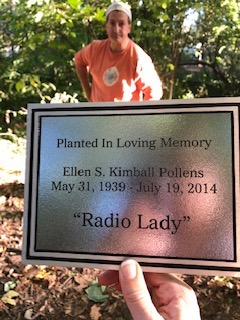 Planted In Loving Memory
Ellen S. Kimball Pollens
May 31, 1939 - July 19, 2014
"Radio Lady"